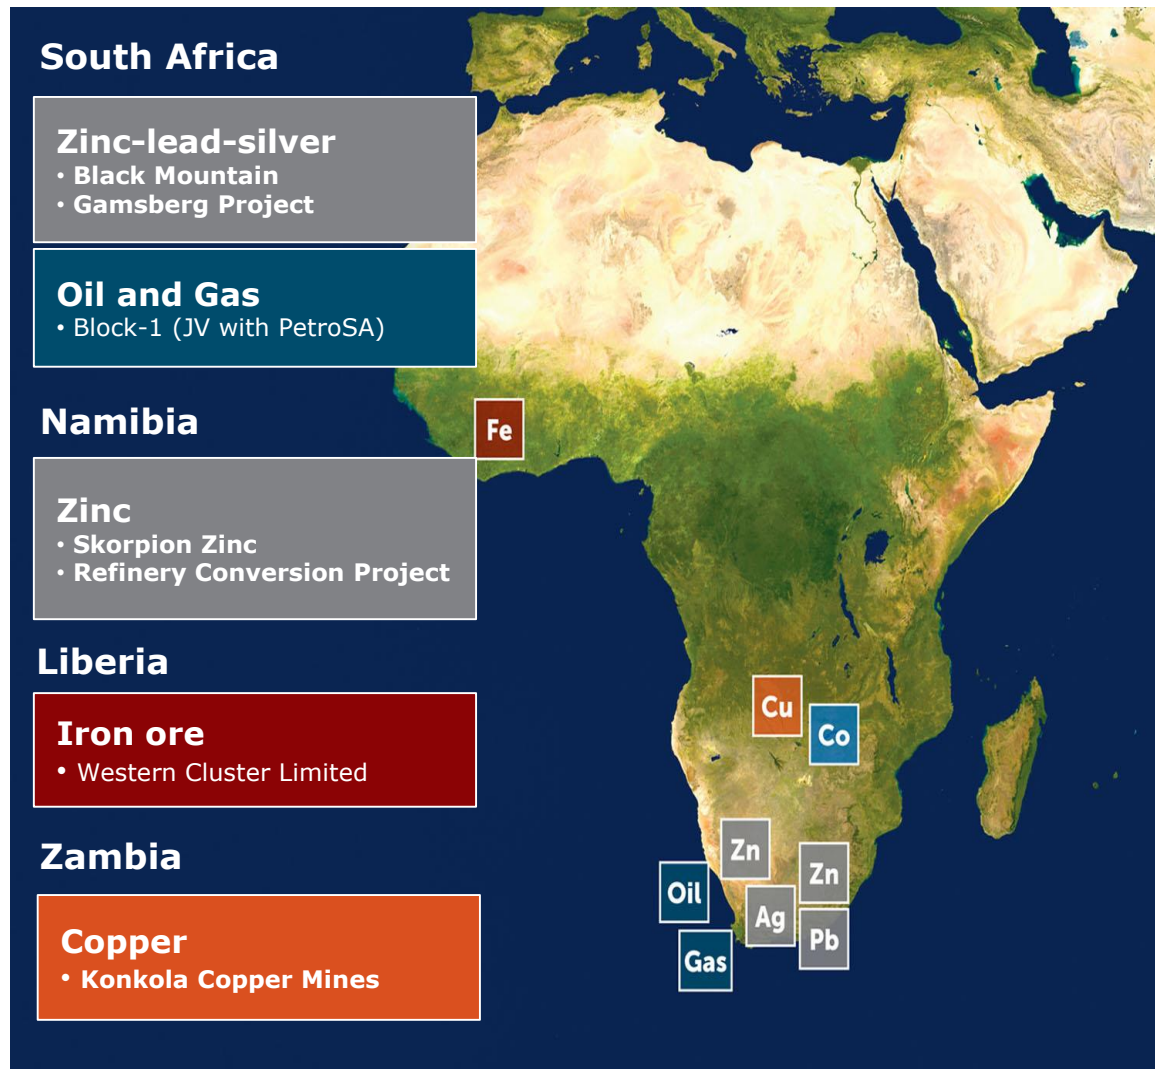 South Africa
Zinc-lead-silver
• Black Mountain
• Gamsberg Project
Oil and Gas
• Block-1 (JV with PetroSA)
Namibia
Zinc
• Skorpion Zinc
• Refinery Conversion Project
Liberia
Iron ore
• Western Cluster Limited
Zambia
Copper
• Konkola Copper Mines
Fe
Cu
Co
Zn
Zn
Oil
Ag
Pb
Gas